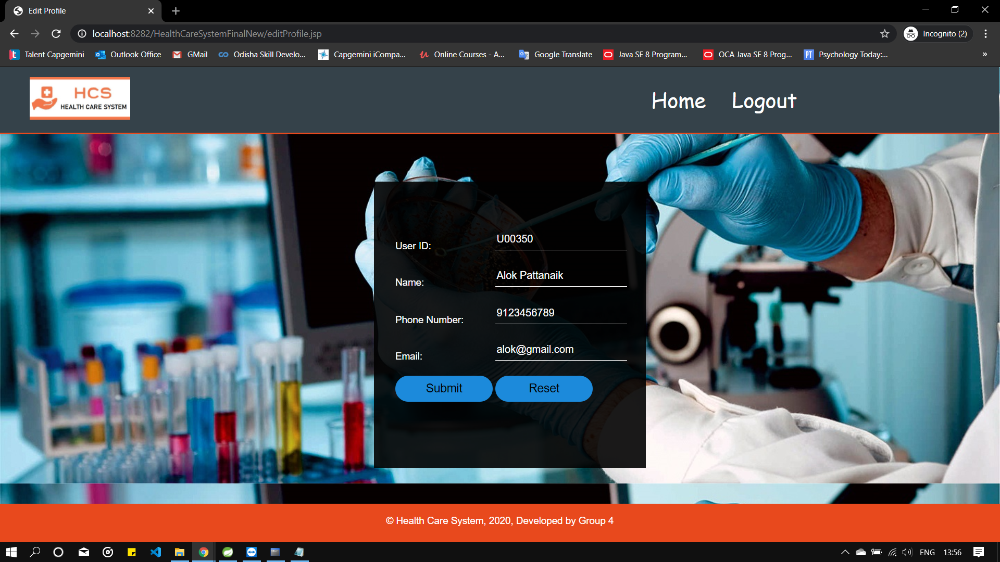 Edit Profile
localhost:8282/HealthCareSystemFinalNew/editProfile.jsp
Incognito (2)
Talent Capgemini
Outlook Office
GMail
Odisha Skill Develo...
Capgemini iCompa...
Online Courses - A...
Google Translate
Java SE 8 Program...
OCA Java SE 8 Prog...
PT
Psychology Today:...
»
HCS
HEALTH CARE SYSTEM
Home
Logout
User ID:
U00350
Name:
Alok Pattanaik
Phone Number:
9123456789
Email:
alok@gmail.com
Submit
Reset
© Health Care System, 2020, Developed by Group 4
ENG
13:56